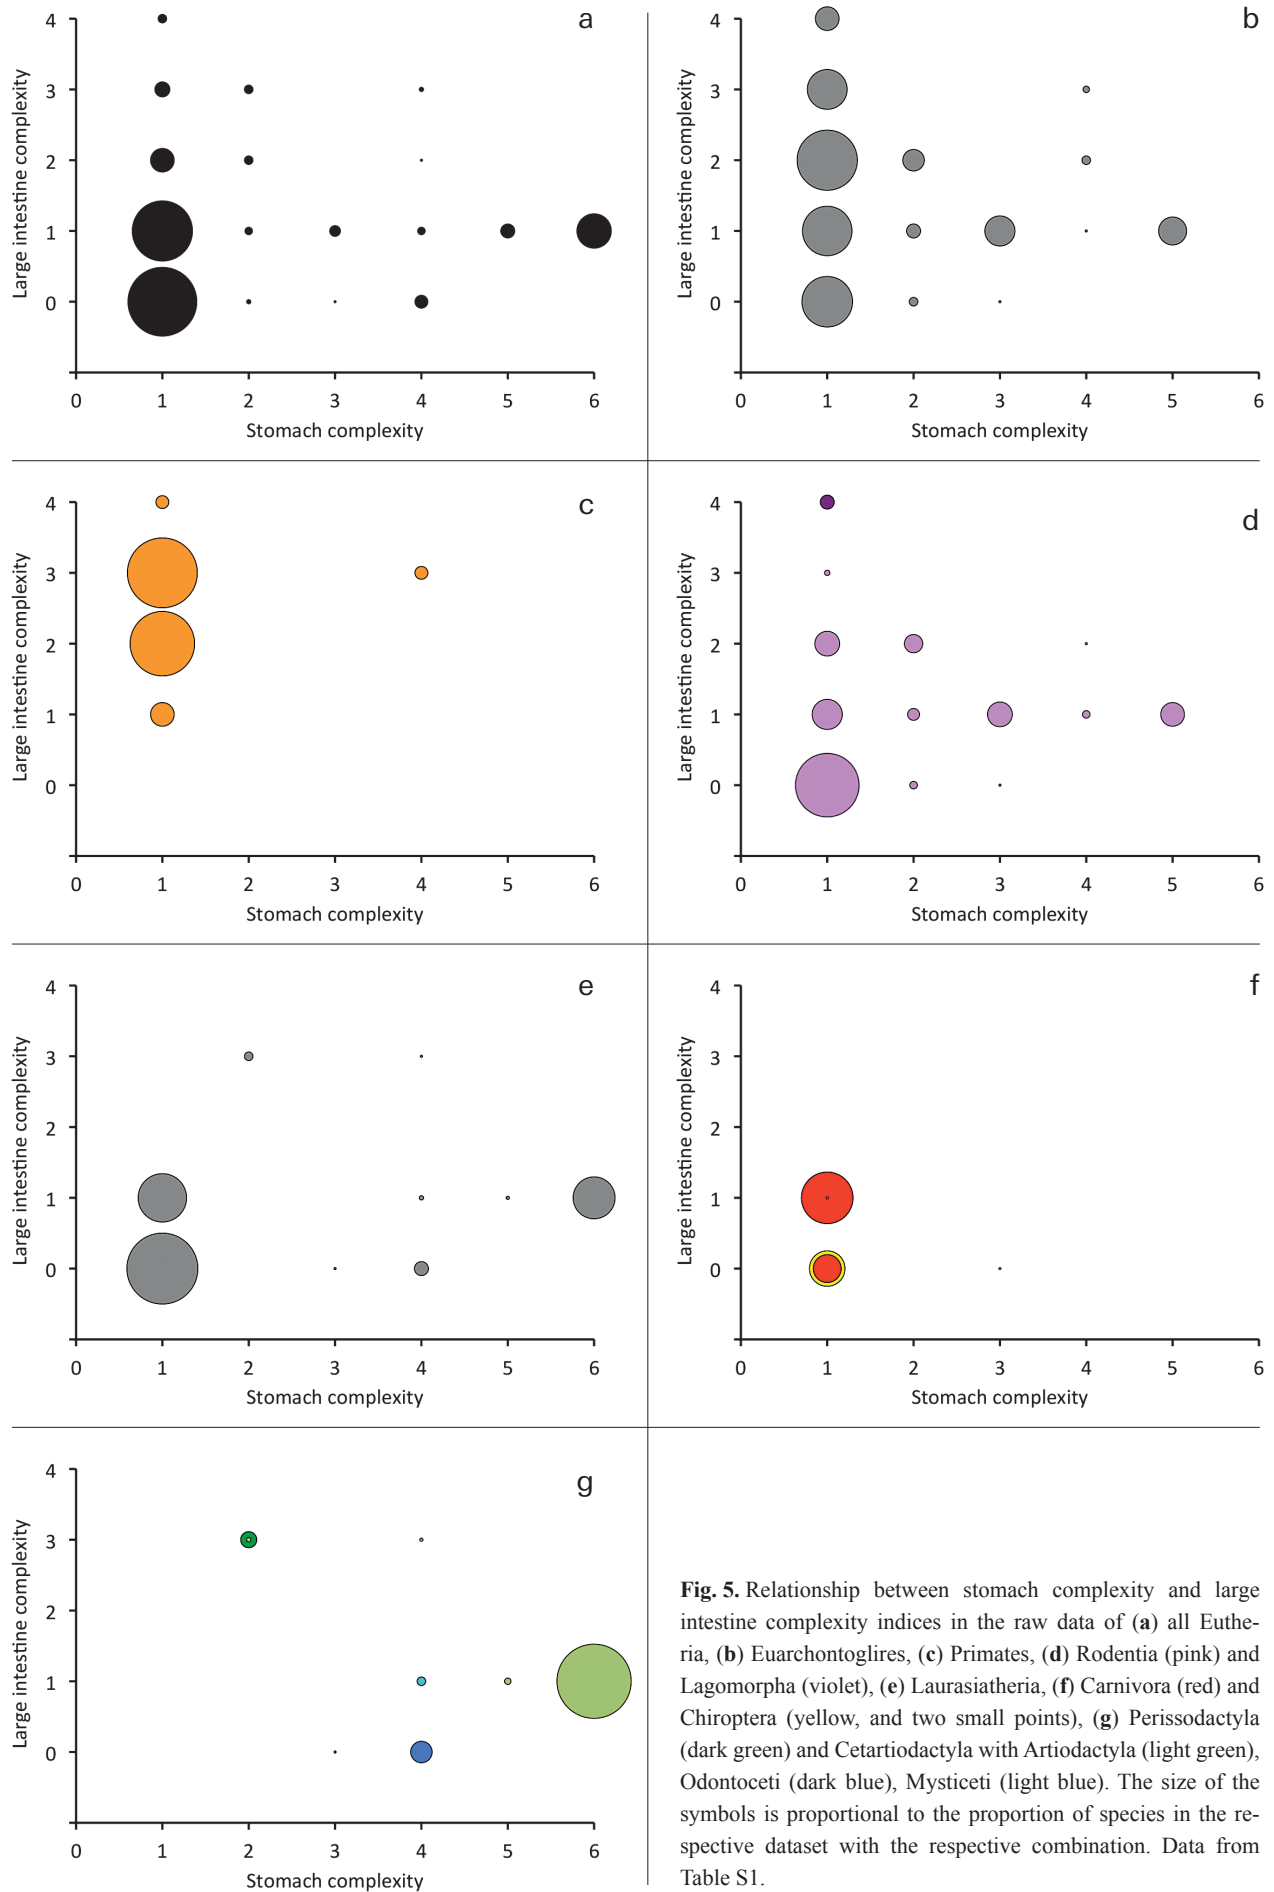 a
4
3
2
1
0
Large intestine complexity
0 1 2 3 4 5 6
Stomach complexity
b
4
3
2
1
0
Large intestine complexity
0 1 2 3 4 5 6
Stomach complexity
c
4
3
2
1
0
Large intestine complexity
0 1 2 3 4 5 6
Stomach complexity
d
4
3
2
1
0
Large intestine complexity
0 1 2 3 4 5 6
Stomach complexity
e
4
3
2
1
0
Large intestine complexity
0 1 2 3 4 5 6
Stomach complexity
f
4
3
2
1
0
Large intestine complexity
0 1 2 3 4 5 6
Stomach complexity
g
4
3
2
1
0
Large intestine complexity
0 1 2 3 4 5 6
Stomach complexity
Fig. 5. Relationship between stomach complexity and large
intestine complexity indices in the raw data of (a) all Euthe-
ria, (b) Euarchontoglires, (c) Primates, (d) Rodentia (pink) and
Lagomorpha (violet), (e) Laurasiatheria, (f) Carnivora (red) and
Chiroptera (yellow, and two small points), (g) Perissodactyla
(dark green) and Cetartiodactyla with Artiodactyla (light green),
Odontoceti (dark blue), Mysticeti (light blue). The size of the
symbols is proportional to the proportion of species in the re-
spective dataset with the respective combination. Data from
Table S1.